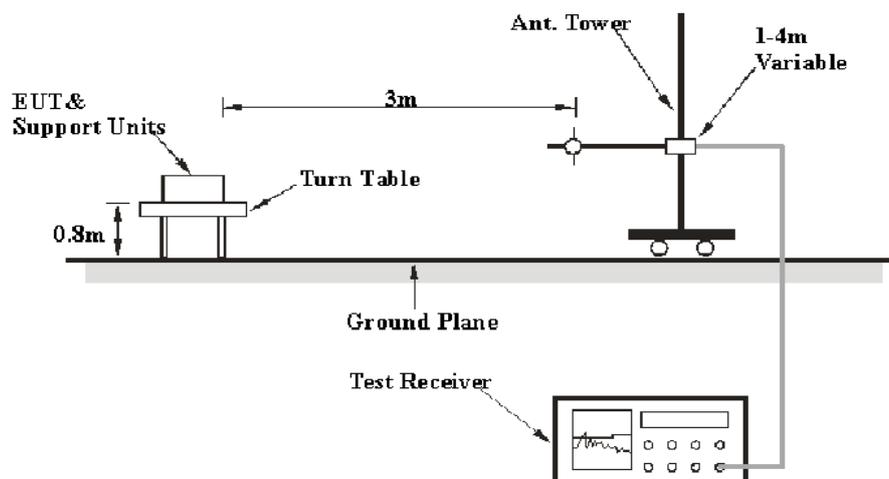 Ant. Tower
1-4m
Variable
3m
EUT&
Support Units
Turn Table
0.8m
Ground Plane
Test Receiver